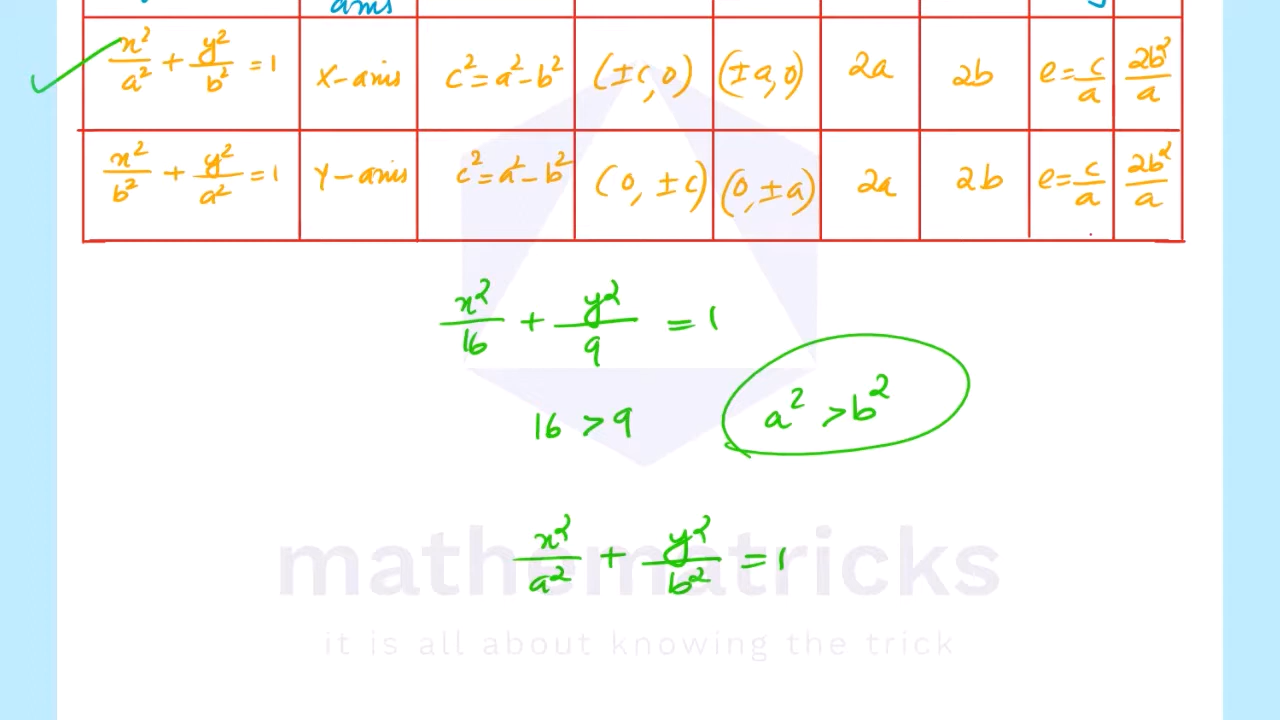 axis
x²/a² + y²/b² = 1 X-axis c² = a² - b² (±c, 0) (±a, 0) 2a 2b e = c/a 2b²/a
x²/b² + y²/a² = 1 Y-axis c² = a² - b² (0, ±c) (0, ±a) 2a 2b e = c/a 2b²/a
x²/16 + y²/9 = 1
16 > 9 a² > b²
x²/a² + y²/b² = 1
mathematricks
it is all about knowing the trick